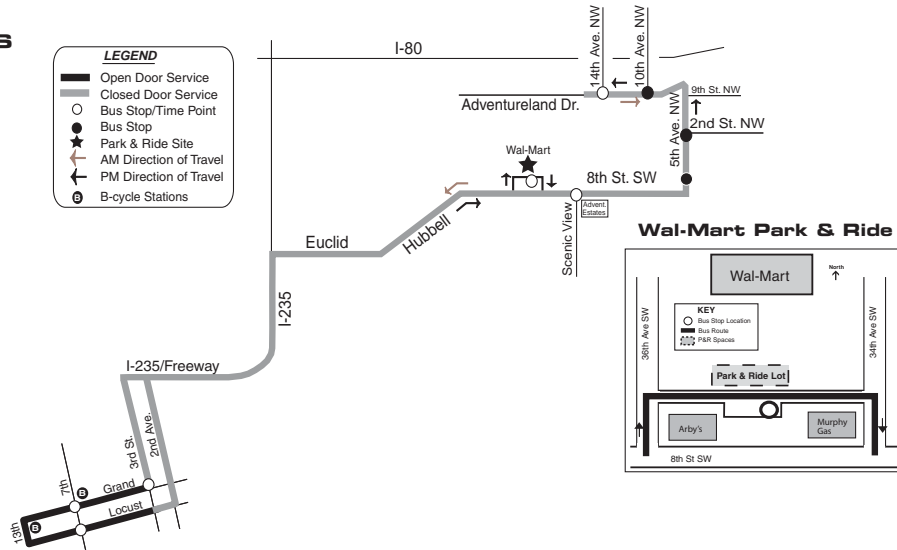 S
LEGEND
Open Door Service
Closed Door Service
Bus Stop/Time Point
Bus Stop
Park & Ride Site
AM Direction of Travel
PM Direction of Travel
B B-cycle Stations
I-80
14th Ave. NW
10th Ave. NW
Adventureland Dr.
9th St. NW
5th Ave. NW
2nd St. NW
Wal-Mart
8th St. SW
Advent.
Estates
Scenic View
Hubbell
Euclid
I-235
I-235/Freeway
3rd St.
2nd Ave.
7th
B
Grand
Locust
13th
B
Wal-Mart Park & Ride
Wal-Mart
North
KEY
Bus Stop Location
Bus Route
P&R Spaces
36th Ave SW
34th Ave SW
Park & Ride Lot
Arby's
Murphy
Gas
8th St SW